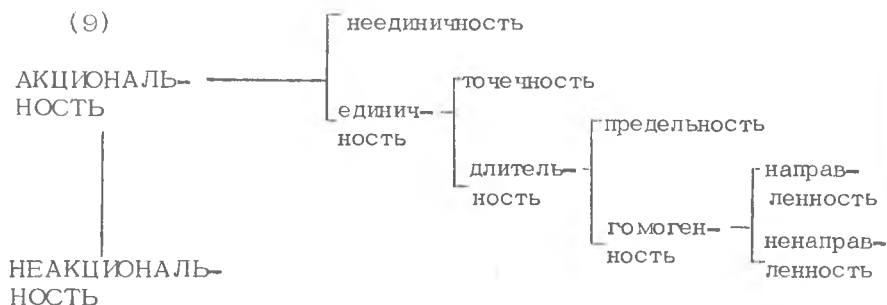 (9)
неединичность
АКЦИОНАЛЬ-
НОСТЬ
единич-
ность
точечность
длитель-
ность
предельность
гомоген-
ность
направ-
ленность
ненаправ-
ленность
НЕАКЦИОНАЛЬ-
НОСТЬ